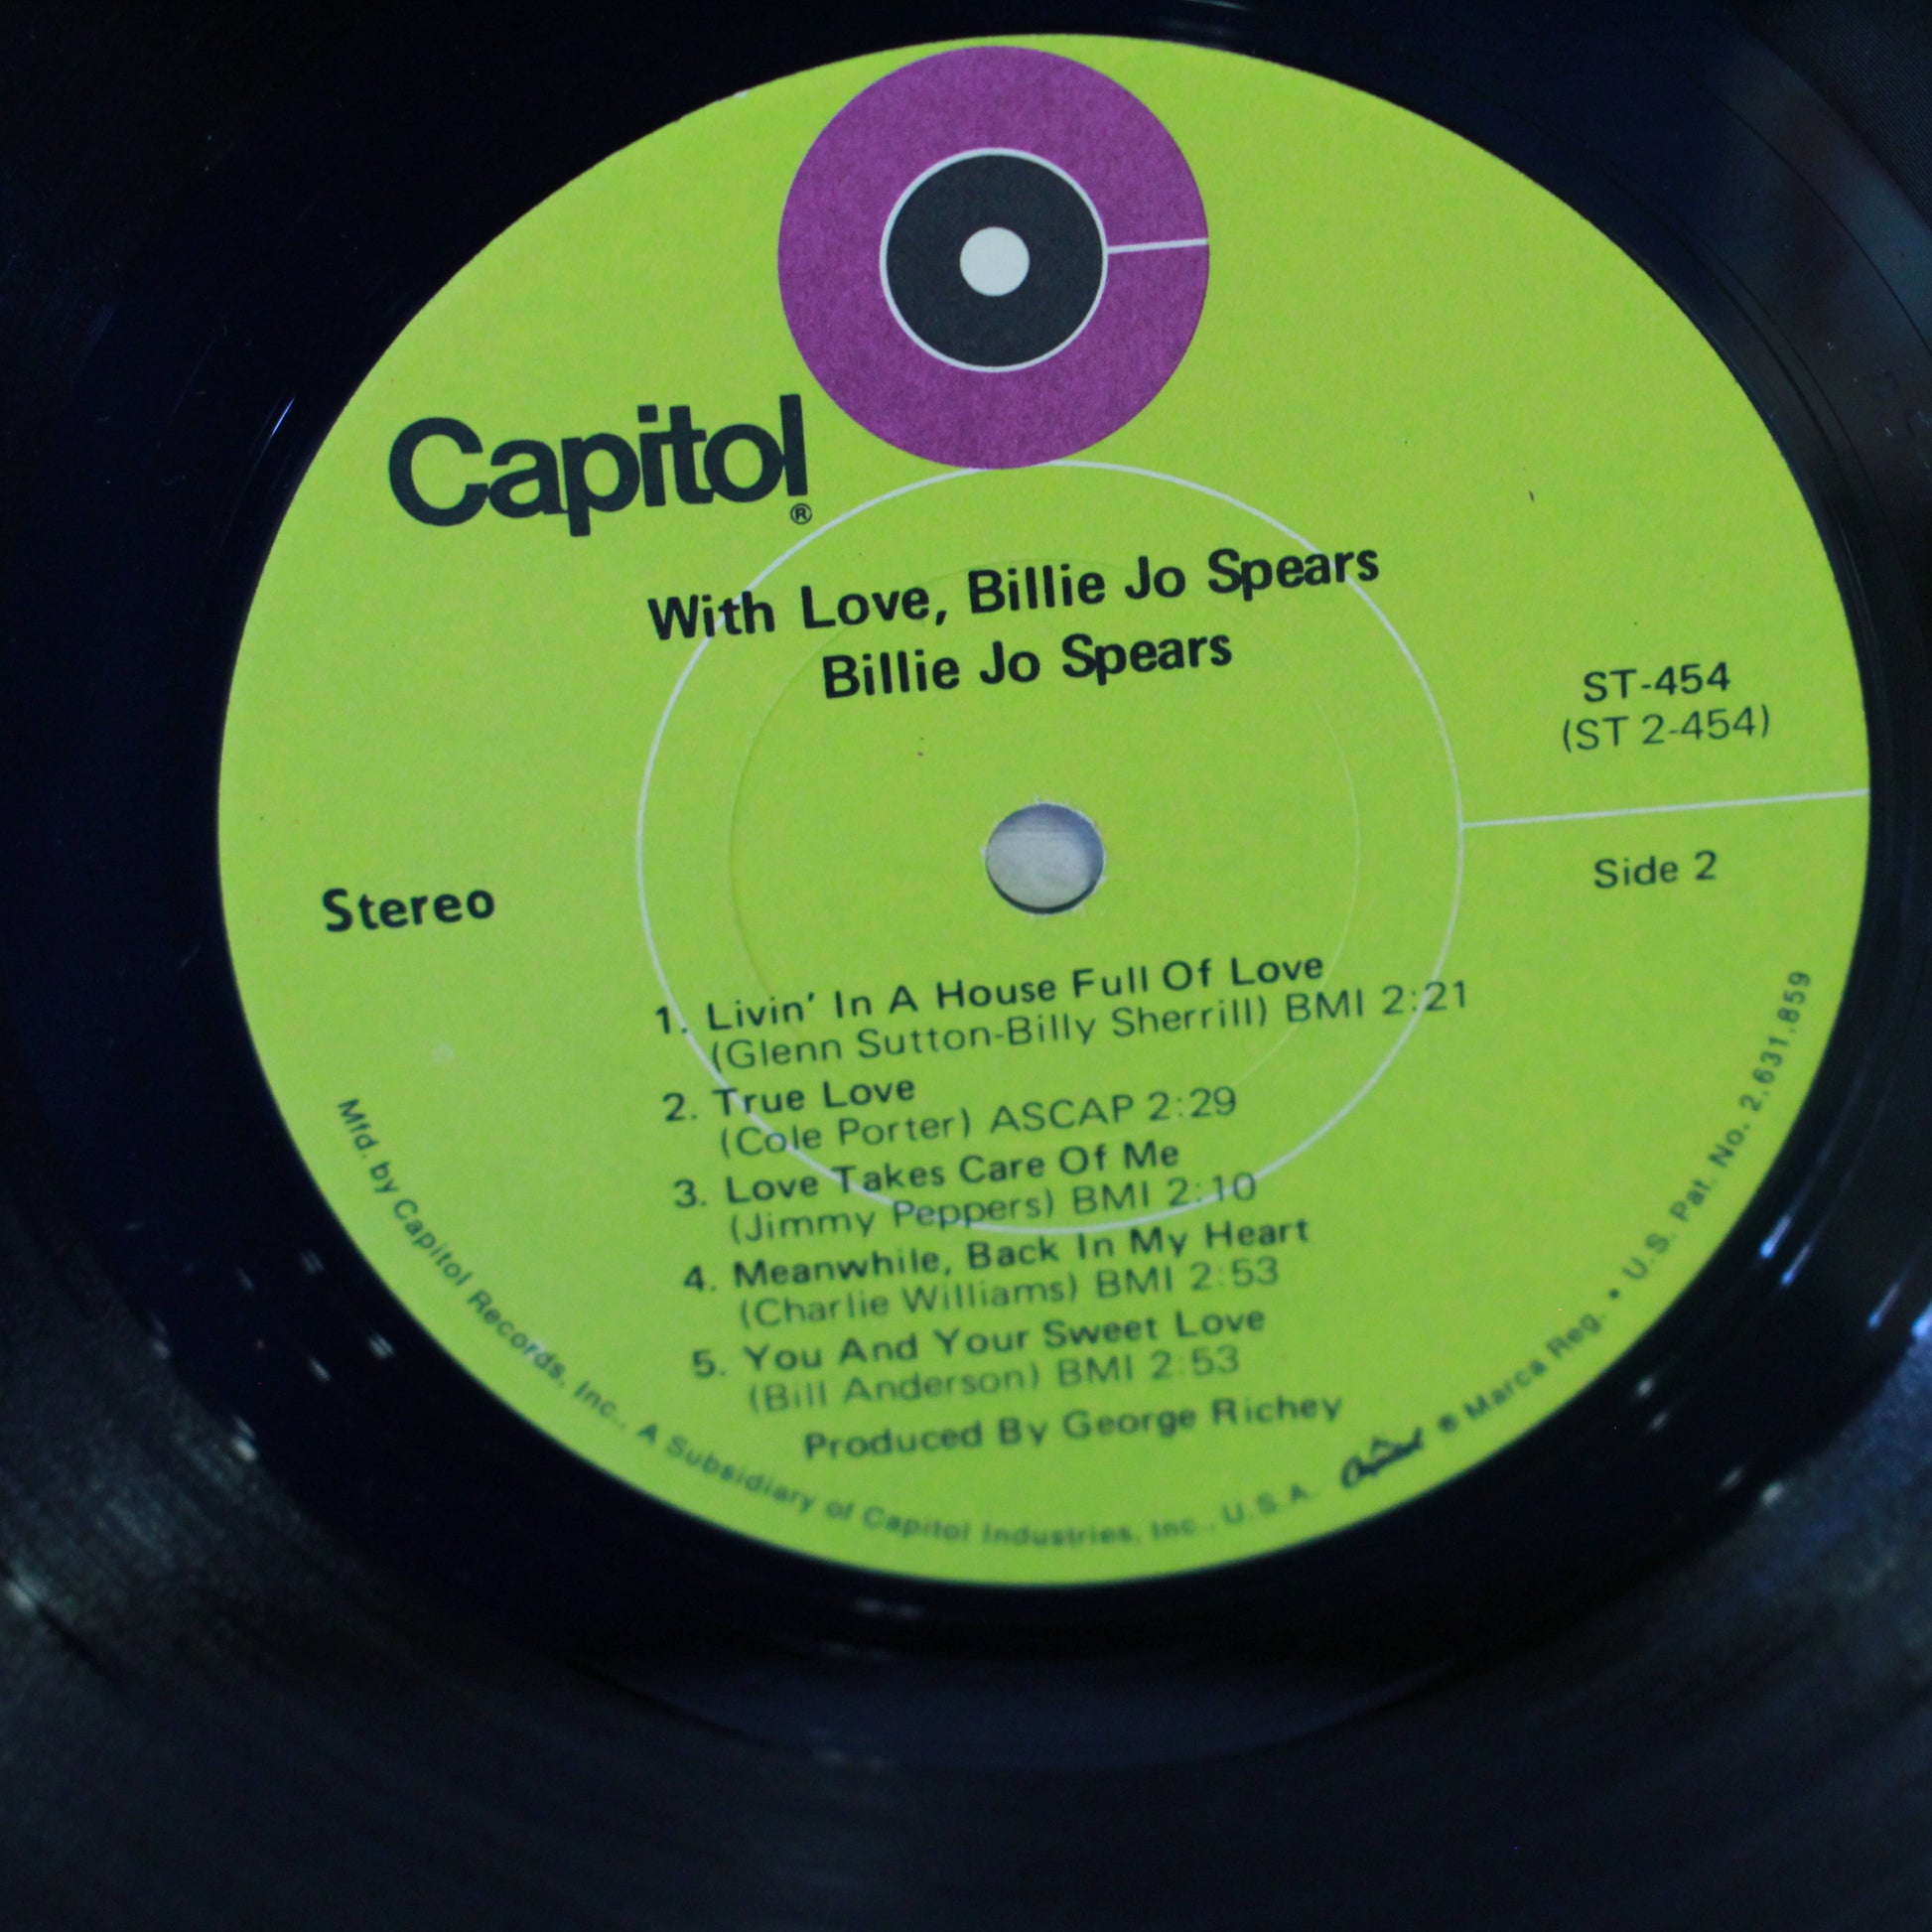 Capitol®
With Love, Billie Jo Spears
Billie Jo Spears
ST-454
(ST 2-454)
Stereo
Side 2
1. Livin' In A House Full Of Love
(Glenn Sutton-Billy Sherrill) BMI 2:21
2. True Love
(Cole Porter) ASCAP 2:29
3. Love Takes Care Of Me
(Jimmy Peppers) BMI 2:10
4. Meanwhile, Back In My Heart
(Charlie Williams) BMI 2:53
5. You And Your Sweet Love
(Bill Anderson) BMI 2:53
Produced By George Richey
Mfd. by Capitol Records, Inc., A Subsidiary of Capitol Industries, Inc., U.S.A. Capitol ® Marca Reg. • U.S. Pat. No. 2,631,859